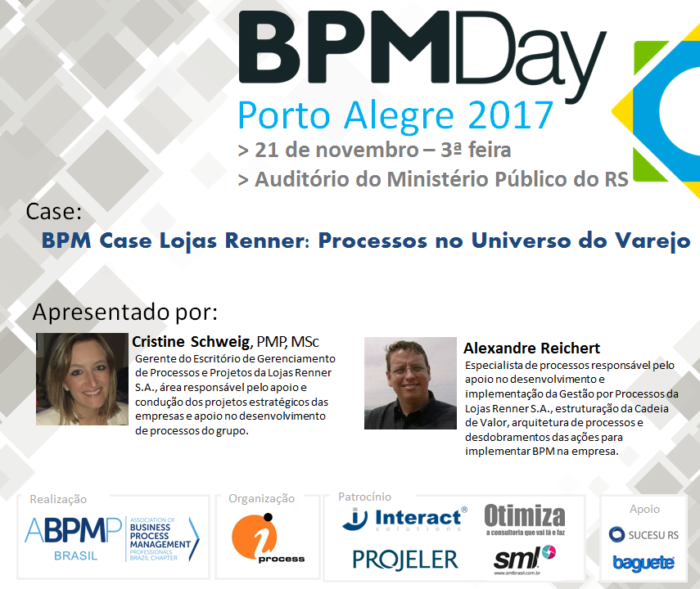 BPMDay
Porto Alegre 2017
> 21 de novembro – 3ª feira
> Auditório do Ministério Público do RS
Case:
BPM Case Lojas Renner: Processos no Universo do Varejo
Apresentado por:
Cristine Schweig, PMP, MSc
Gerente do Escritório de Gerenciamento
de Processos e Projetos da Lojas Renner
S.A., área responsável pelo apoio e
condução dos projetos estratégicos das
empresas e apoio no desenvolvimento
de processos do grupo.
Alexandre Reichert
Especialista de processos responsável pelo
apoio no desenvolvimento e
implementação da Gestão por Processos da
Lojas Renner S.A., estruturação da Cadeia
de Valor, arquitetura de processos e
desdobramentos das ações para
implementar BPM na empresa.
Realização
ABPMP
BRASIL
ASSOCIATION OF
BUSINESS
PROCESS
MANAGEMENT
PROFESSIONALS
BRAZIL CHAPTER
Organização
i
process
Patrocínio
Interact®
solutions
Otimiza
a consultoria que vai lá e faz
PROJELER
sml
www.smlbrasil.com.br
Apoio
SUCESU RS
baguete